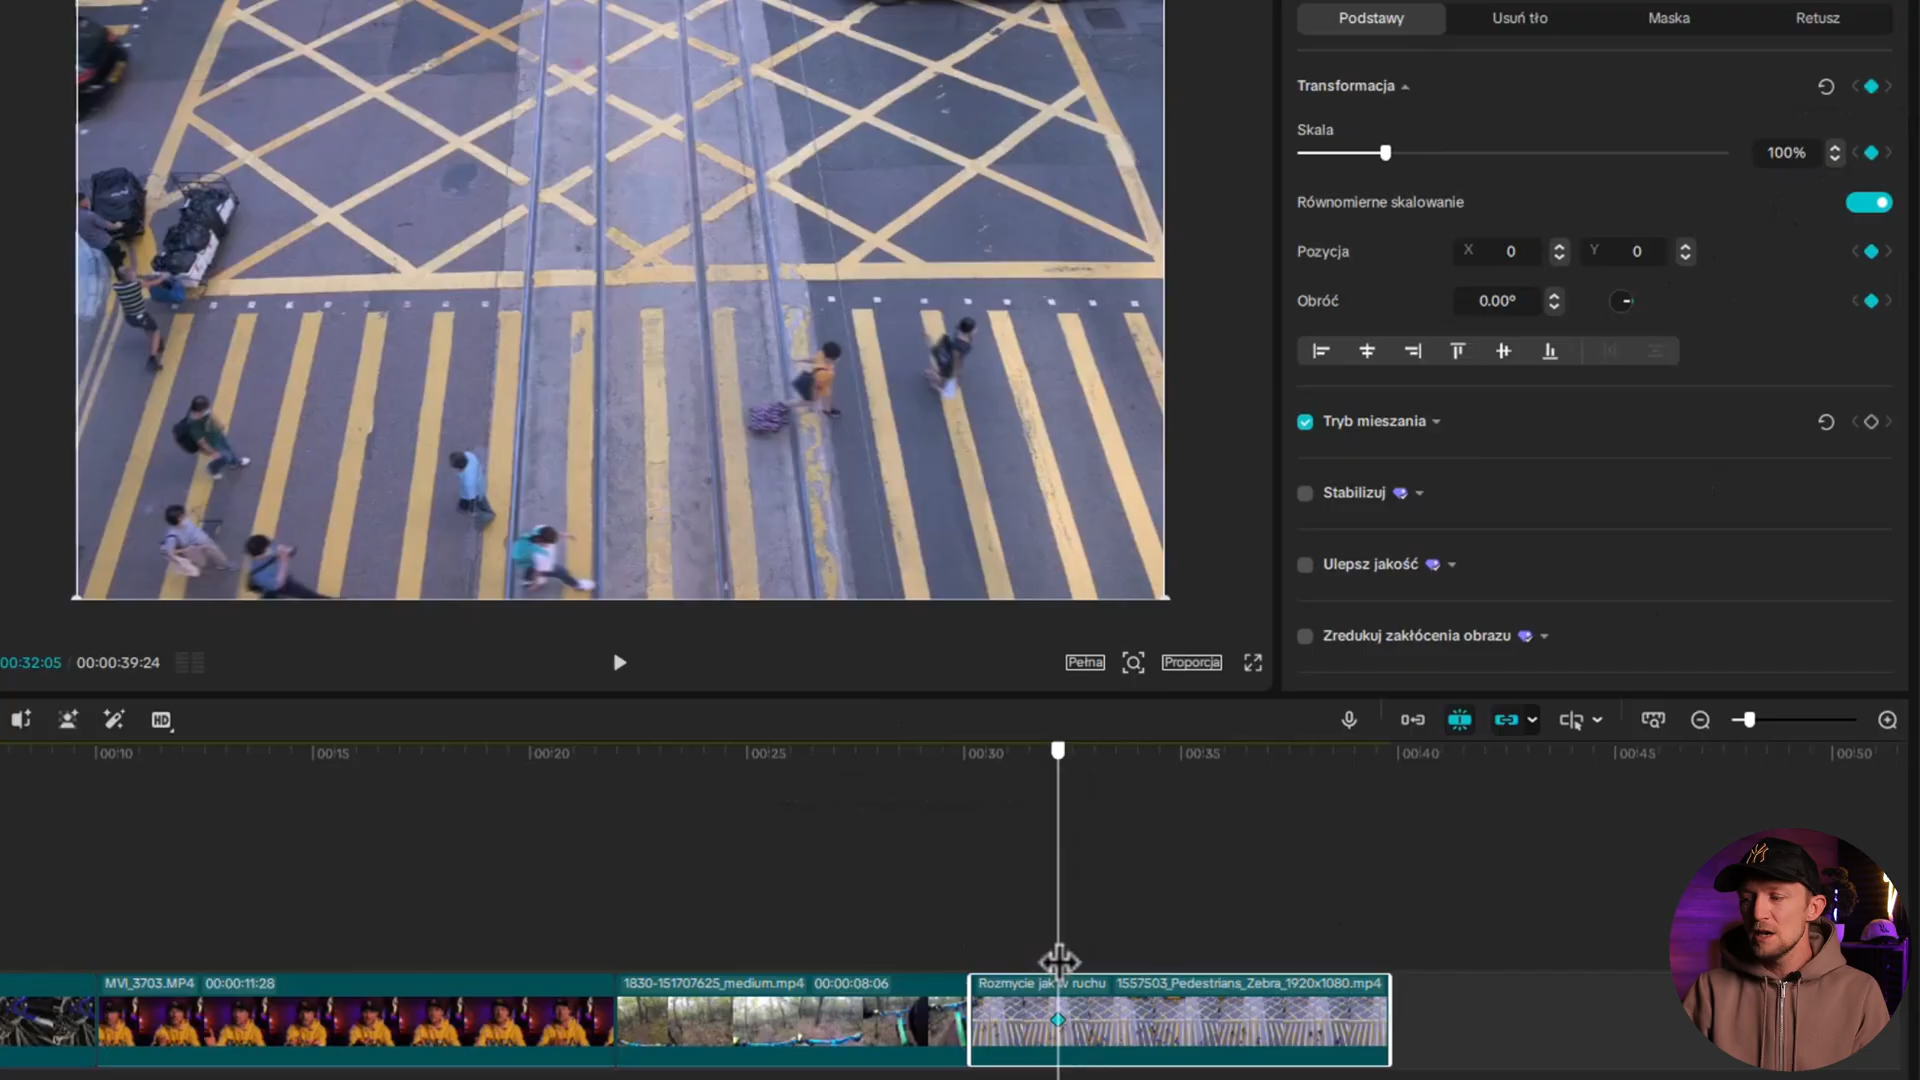 Podstawy Usuń tło Maska Retusz
Transformacja
Skala 100%
Równomierne skalowanie
Pozycja X 0 Y 0
Obróć 0.00°
Tryb mieszania
Stabilizuj
Ulepsz jakość
Zredukuj zakłócenia obrazu
00:32:05 00:00:39:24 Pełna Proporcja
HD
00:10 00:15 00:20 00:25 00:30 00:35 00:40 00:45 00:50
MVI_3703.MP4 00:00:11:28 1830-151707625_medium.mp4 00:00:08:06 Rozmycie jak w ruchu 1557503_Pedestrians_Zebra_1920x1080.mp4